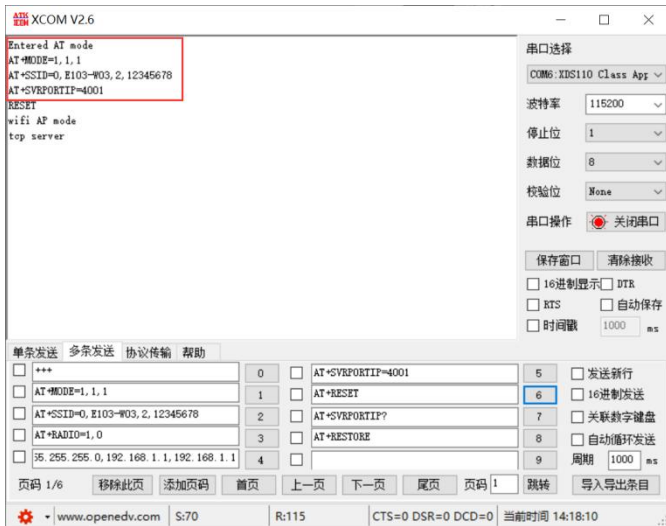 ATK XCOM XCOM V2.6
Entered AT mode
AT+MODE=1,1,1
AT+SSID=0,E103-W03,2,12345678
AT+SVRPORTIP=4001
RESET
wifi AP mode
tcp server
串口选择
COM6:XDS110 Class App
波特率 115200
停止位 1
数据位 8
校验位 None
串口操作 关闭串口
保存窗口 清除接收
16进制显示 DTR
RTS 自动保存
时间戳 1000 ms
单条发送 多条发送 协议传输 帮助
+++ 0 AT+SVRPORTIP=4001 5 发送新行
AT+MODE=1,1,1 1 AT+RESET 6 16进制发送
AT+SSID=0,E103-W03,2,12345678 2 AT+SVRPORTIP? 7 关联数字键盘
AT+RADIO=1,0 3 AT+RESTORE 8 自动循环发送
55.255.255.0,192.168.1.1,192.168.1.1 4 9 周期 1000 ms
页码 1/6 移除此页 添加页码 首页 上一页 下一页 尾页 页码 1 跳转 导入导出条目
www.openedv.com S:70 R:115 CTS=0 DSR=0 DCD=0 当前时间 14:18:10